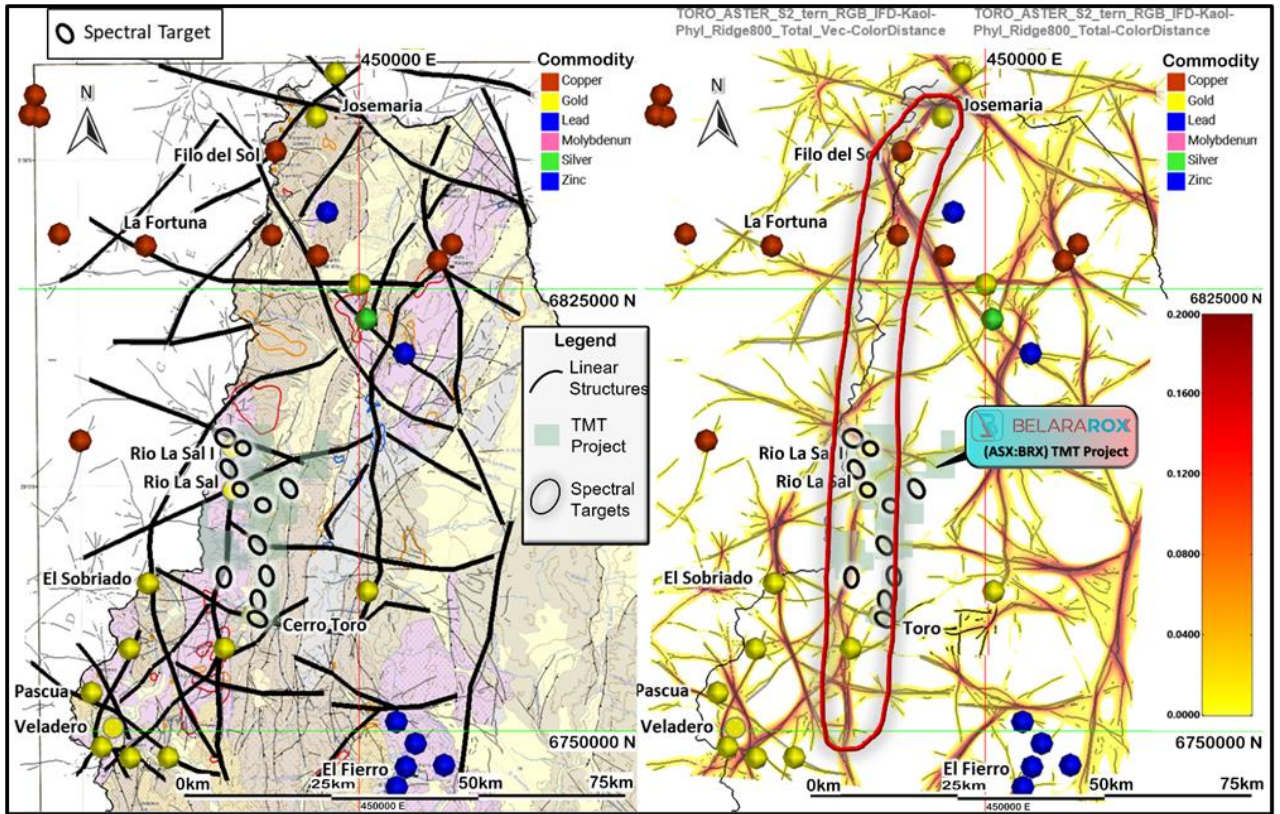 Spectral Target
450000 E
Commodity
Copper
Gold
Lead
Molybdenum
Silver
Zinc
N
Josemaria
Filo del Sol
La Fortuna
6825000 N
Legend
Linear
Structures
TMT
Project
Spectral
Targets
Rio La Sal I
Rio La Sal
El Sobriado
Cerro Toro
Pascua
Veladero
6750000 N
El Fierro
0km
25km
50km
75km
450000 E
TORO_ASTER_S2_tern_RGB_IFD-Kaol-
Phyl_Ridge800_Total_Vec-ColorDistance
TORO_ASTER_S2_tern_RGB_IFD-Kaol-
Phyl_Ridge800_Total-ColorDistance
450000 E
Commodity
Copper
Gold
Lead
Molybdenum
Silver
Zinc
N
Josemaria
Filo del Sol
La Fortuna
6825000 N
0.2000
0.1600
0.1200
0.0800
0.0400
0.0000
BELARAROX
(ASX:BRX) TMT Project
Rio La Sal I
Rio La Sal
El Sobriado
Toro
Pascua
Veladero
6750000 N
El Fierro
0km
25km
50km
75km
450000 E